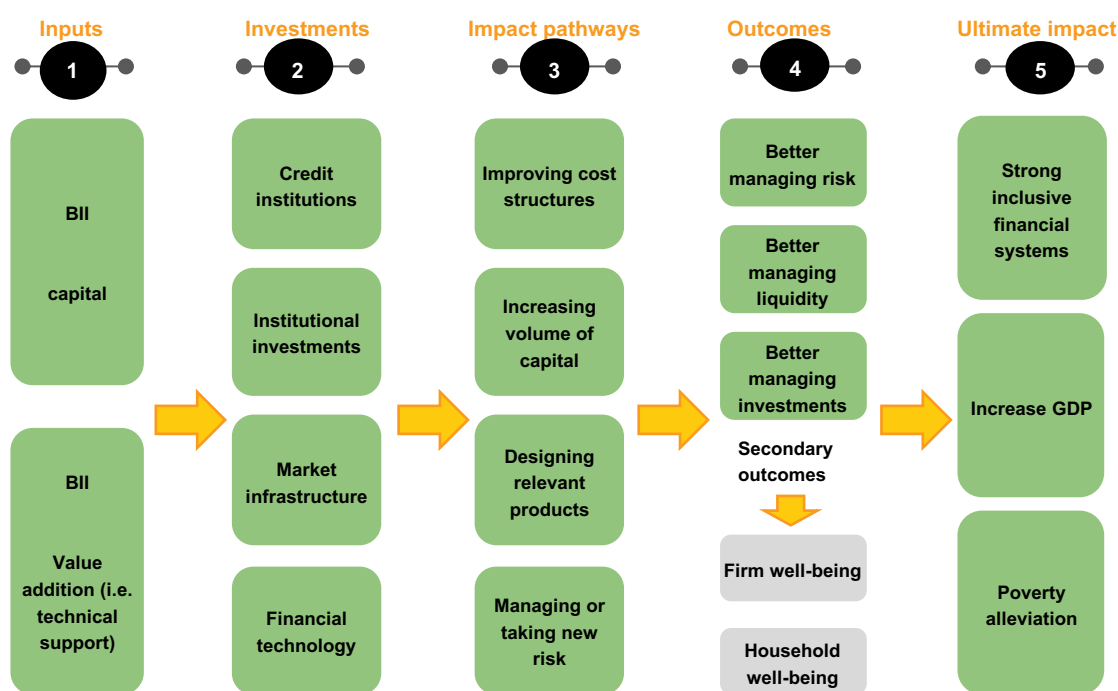 Inputs
1
BII
capital
BII
Value
addition (i.e.
technical
support)
Investments
2
Credit
institutions
Institutional
investments
Market
infrastructure
Financial
technology
Impact pathways
3
Improving cost
structures
Increasing
volume of
capital
Designing
relevant
products
Managing or
taking new
risk
Outcomes
4
Better
managing risk
Better
managing
liquidity
Better
managing
investments
Secondary
outcomes
Firm well-being
Household
well-being
Ultimate impact
5
Strong
inclusive
financial
systems
Increase GDP
Poverty
alleviation